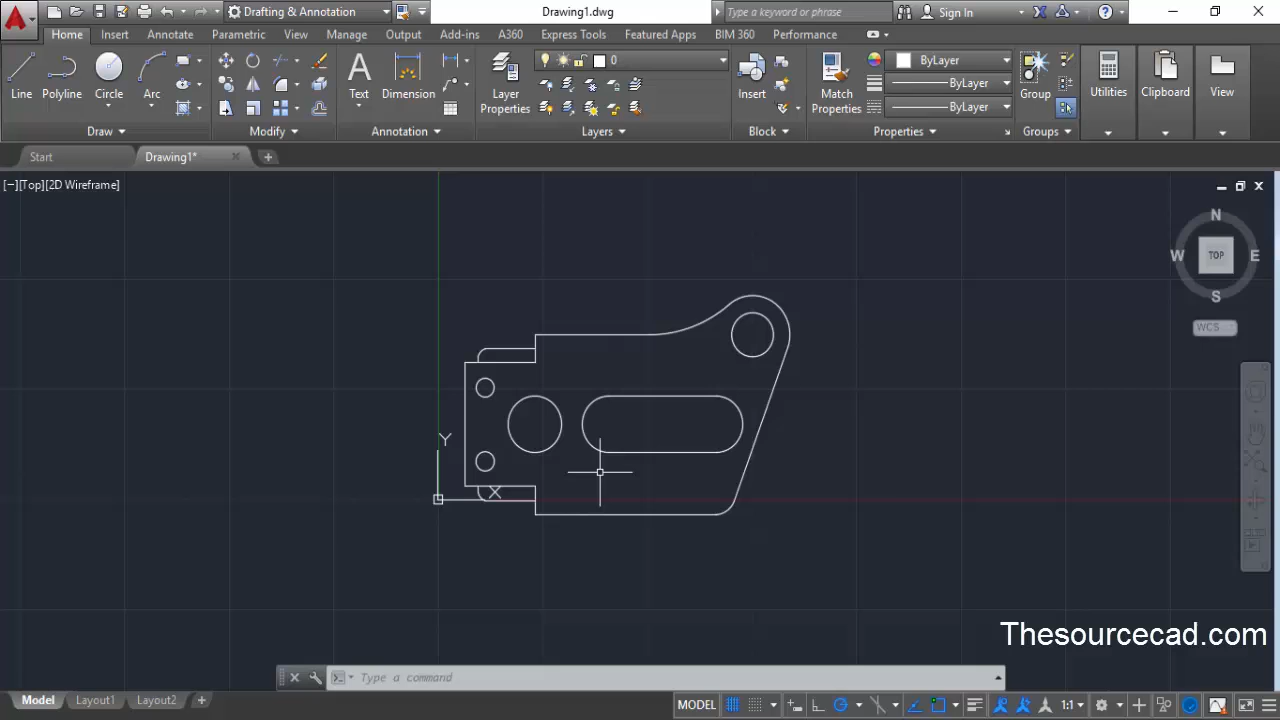 Drafting & Annotation
Drawing1.dwg
Type a keyword or phrase
Sign In
Home Insert Annotate Parametric View Manage Output Add-ins A360 Express Tools Featured Apps BIM 360 Performance
Line Polyline Circle Arc
Text Dimension
Layer Properties
0
Insert
Match Properties
ByLayer
ByLayer
ByLayer
Group
Utilities
Clipboard
View
Draw Modify Annotation Layers Block Properties Groups
Start Drawing1*
[−][Top][2D Wireframe]
N
W TOP E
S
WCS
Y
X
Thesourcecad.com
Type a command
Model Layout1 Layout2
MODEL 1:1